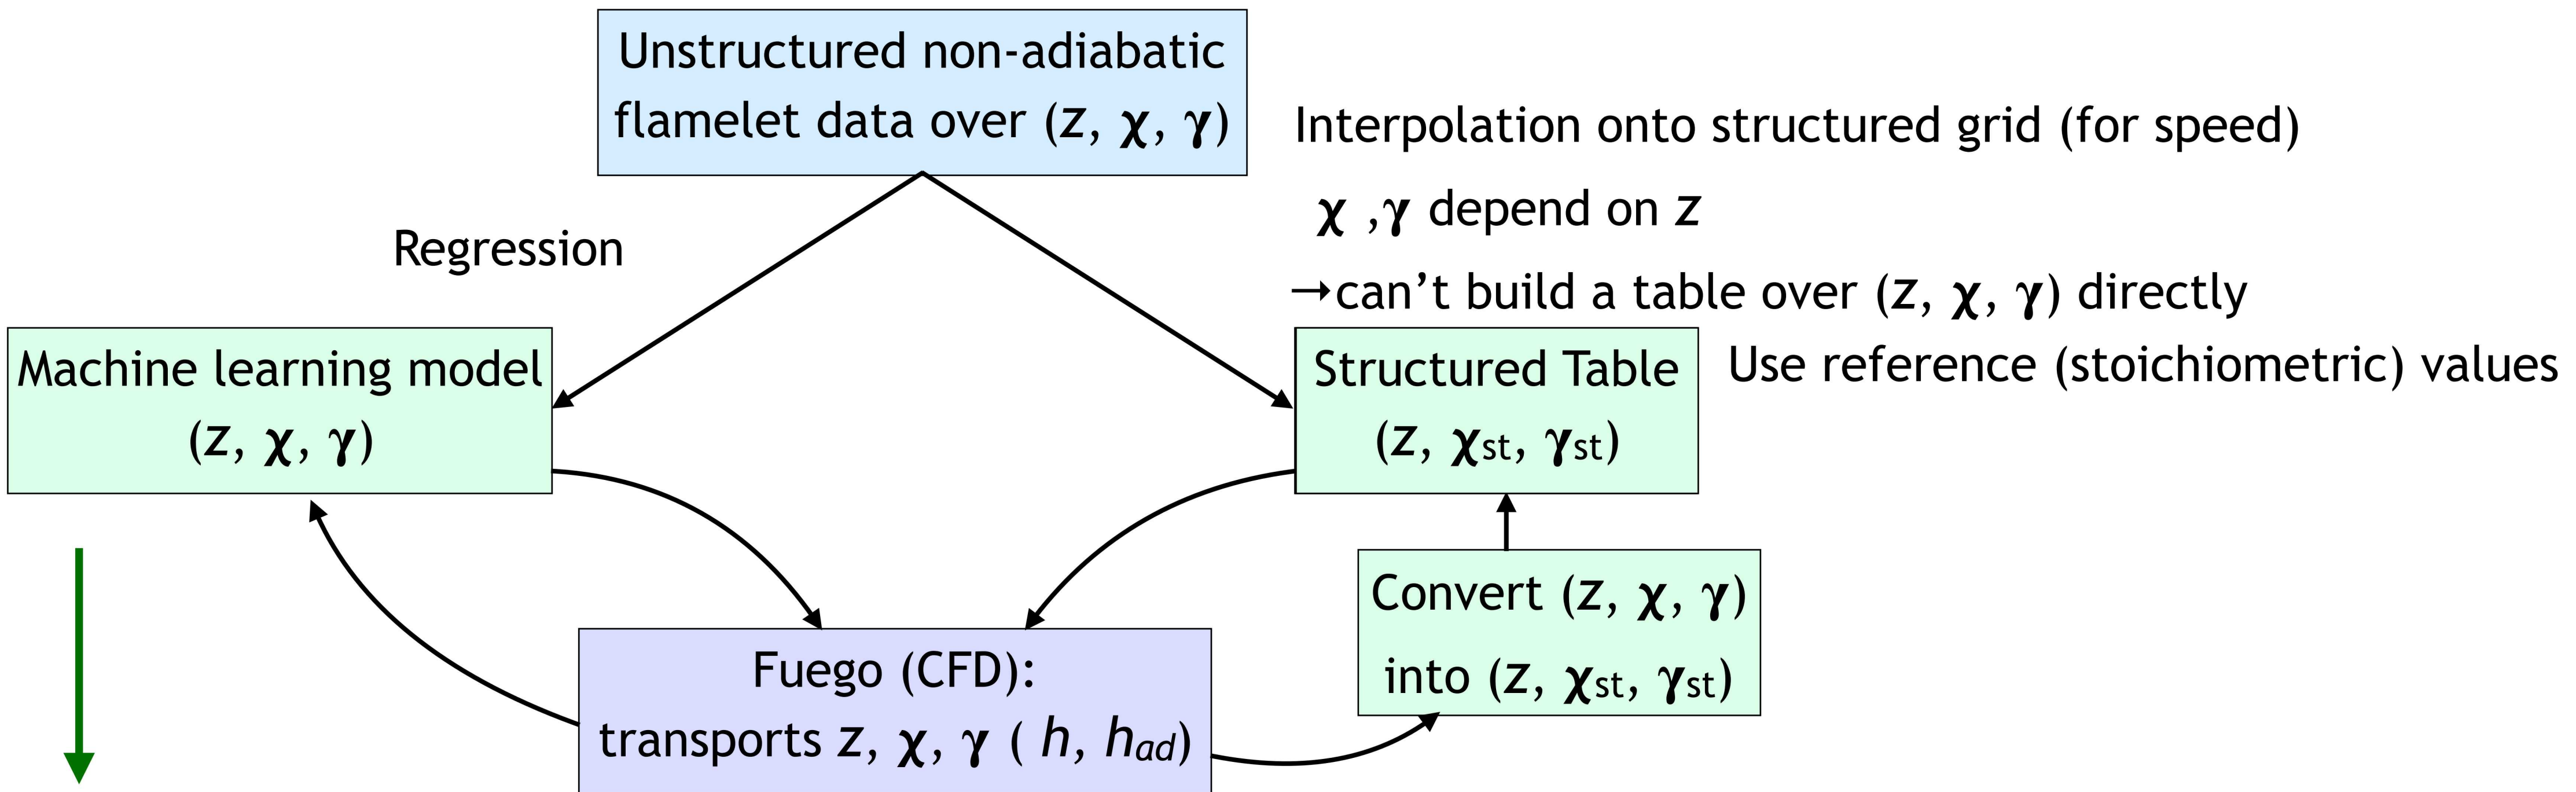 Unstructured non-adiabatic
flamelet data over (z, χ, γ)
Interpolation onto structured grid (for speed)
χ ,γ depend on z
→can’t build a table over (z, χ, γ) directly
Regression
Machine learning model
(z, χ, γ)
Structured Table
(z, χst, γst)
Use reference (stoichiometric) values
Convert (z, χ, γ)
into (z, χst, γst)
Fuego (CFD):
transports z, χ, γ ( h, had)